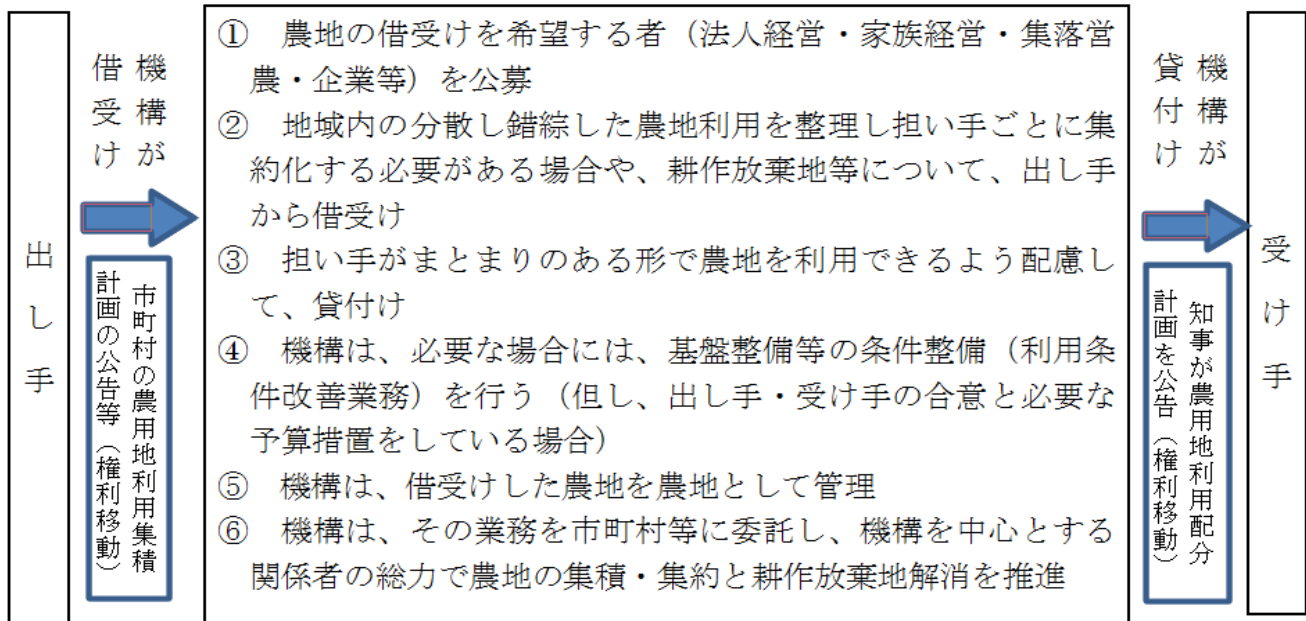 出し手
機構が
借受け
市町村の農用地利用集積
計画の公告等（権利移動）
① 農地の借受けを希望する者（法人経営・家族経営・集落営
農・企業等）を公募
② 地域内の分散し錯綜した農地利用を整理し担い手ごとに集
約化する必要がある場合や、耕作放棄地等について、出し手
から借受け
③ 担い手がまとまりのある形で農地を利用できるよう配慮し
て、貸付け
④ 機構は、必要な場合には、基盤整備等の条件整備（利用条
件改善業務）を行う（但し、出し手・受け手の合意と必要な
予算措置をしている場合）
⑤ 機構は、借受けした農地を農地として管理
⑥ 機構は、その業務を市町村等に委託し、機構を中心とする
関係者の総力で農地の集積・集約と耕作放棄地解消を推進
機構が
貸付け
知事が農用地利用配分
計画を公告（権利移動）
受け手